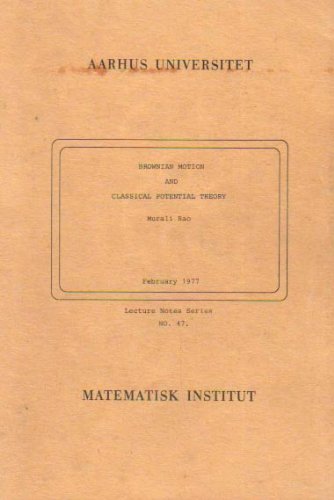 AARHUS UNIVERSITET
BROWNIAN MOTION
AND
CLASSICAL POTENTIAL THEORY
Murali Rao
February 1977
Lecture Notes Series
NO. 47.
MATEMATISK INSTITUT